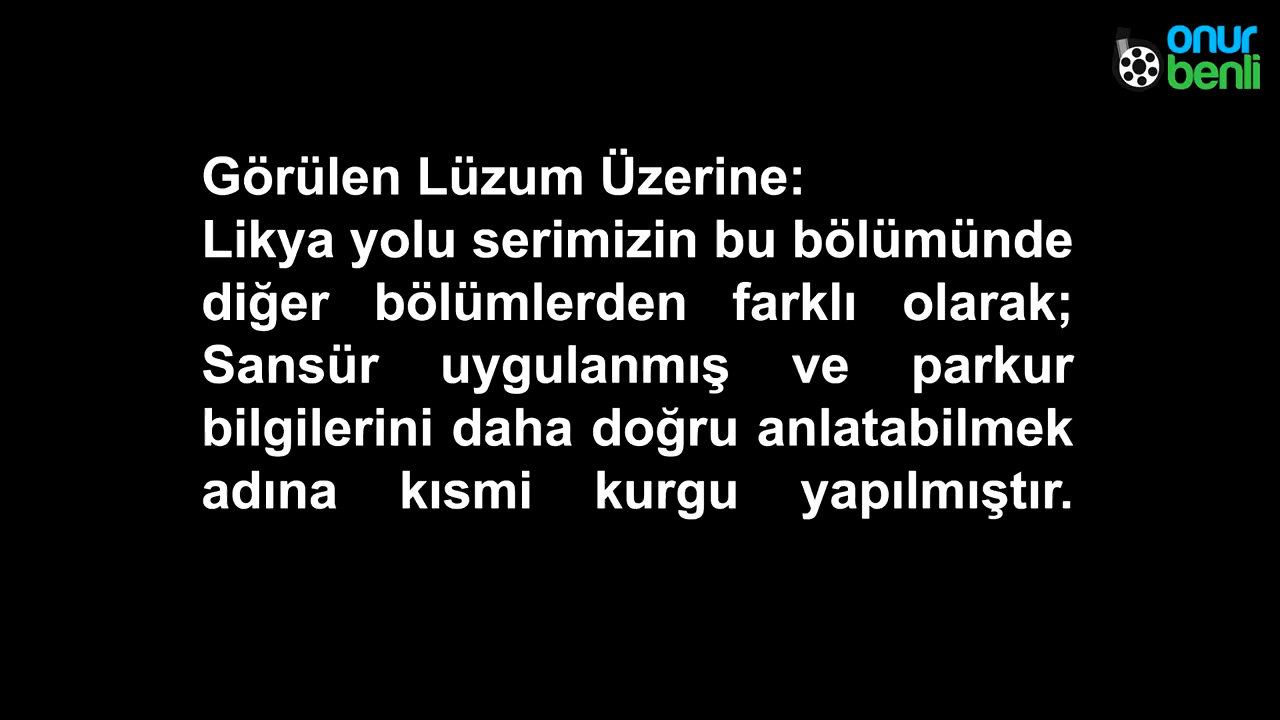 onur
benli
Görülen Lüzum Üzerine:
Likya yolu serimizin bu bölümünde
diğer bölümlerden farklı olarak;
Sansür uygulanmış ve parkur
bilgilerini daha doğru anlatabilmek
adına kısmi kurgu yapılmıştır.